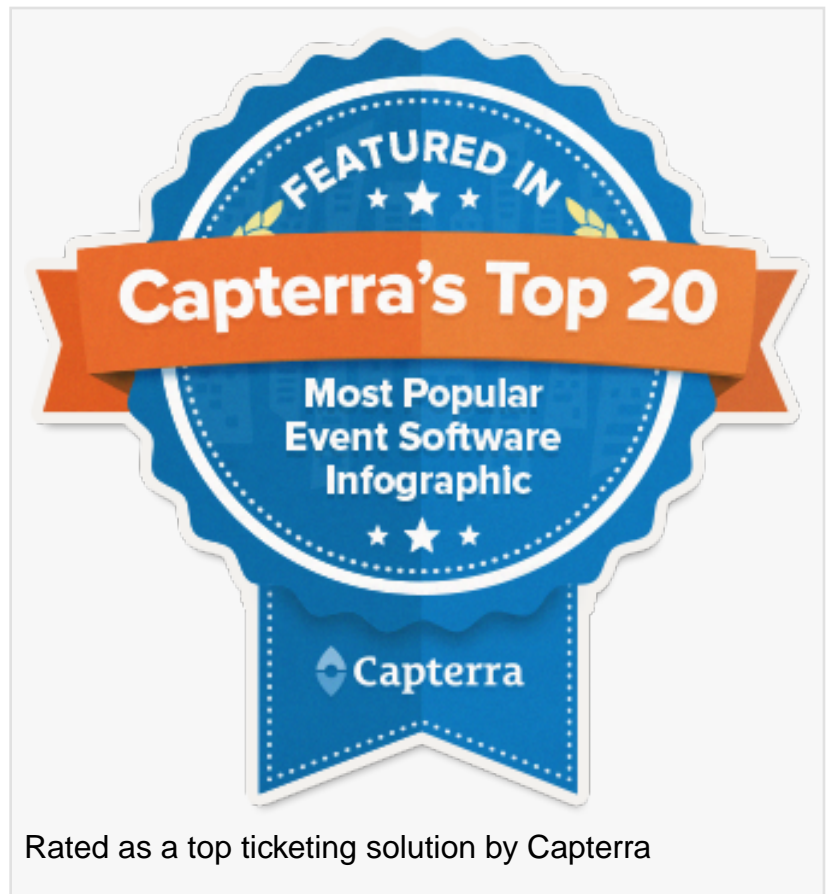 FEATURED IN
Capterra's Top 20
Most Popular
Event Software
Infographic
Capterra
Rated as a top ticketing solution by Capterra